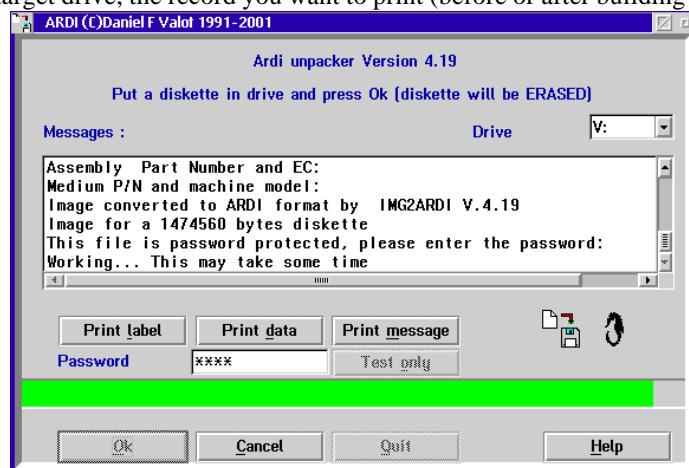 target drive, the record you want to print (before or after building
ARDI (C)Daniel F Valot 1991-2001
Ardi unpacker Version 4.19
Put a diskette in drive and press Ok (diskette will be ERASED)
Messages :
Drive
V:
Assembly Part Number and EC:
Medium P/N and machine model:
Image converted to ARDI format by IMG2ARDI V.4.19
Image for a 1474560 bytes diskette
This file is password protected, please enter the password:
Working... This may take some time
Print label
Print data
Print message
Password
××××
Test only
Ok
Cancel
Quit
Help